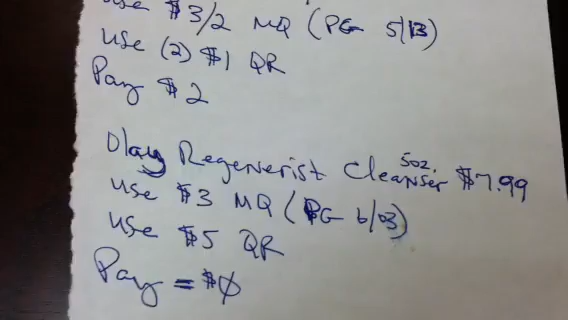 use $3/2 MQ (PG 5/13)
use (2) $1 QR
Pay $2
Olay Regenerist Cleanser 5oz. $7.99
use $3 MQ (PG 6/03)
use $5 QR
Pay = $0